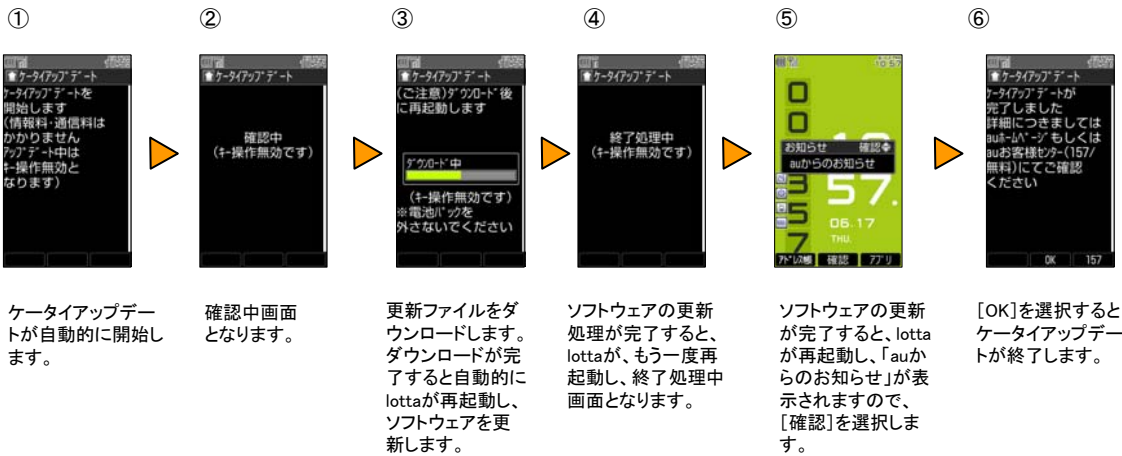 ①
②
③
④
⑤
⑥
ケータイアップデート
ケータイアップデートを
開始します
(情報料・通信料は
かかりません
アップデート中は
キー操作無効と
なります)
ケータイアップデート
確認中
(キー操作無効です)
ケータイアップデート
(ご注意)ダウンロード後
に再起動します
ダウンロード中
(キー操作無効です)
※電池パックを
外さないでください
ケータイアップデート
終了処理中
(キー操作無効です)
10:57
0
0
お知らせ 確認
auからのお知らせ
3
5
7
57.
06.17
THU.
アドレス帳 確認 アプリ
ケータイアップデート
ケータイアップデートが
完了しました
詳細につきましては
auホームページもしくは
auお客様センター(157/
無料)にてご確認
ください
OK 157
ケータイアップデー
トが自動的に開始し
ます。
確認中画面
となります。
更新ファイルをダ
ウンロードします。
ダウンロードが完
了すると自動的に
lottaが再起動し、
ソフトウェアを更
新します。
ソフトウェアの更新
処理が完了すると、
lottaが、もう一度再
起動し、終了処理中
画面となります。
ソフトウェアの更新
が完了すると、lotta
が再起動し、「auか
らのお知らせ」が表
示されますので、
[確認]を選択しま
す。
[OK]を選択すると
ケータイアップデー
トが終了します。